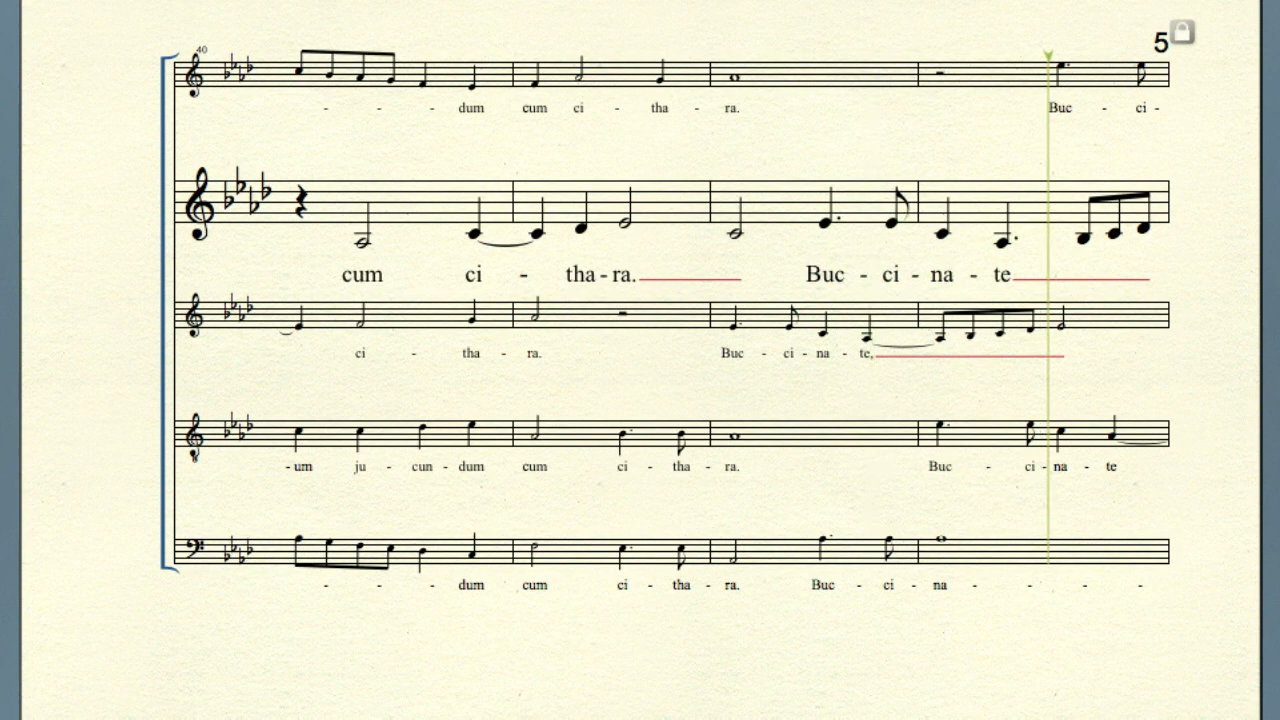 5
40
- - - dum cum ci - tha - ra. Buc - ci -
cum ci - tha - ra. Buc - ci - na - te
ci - tha - ra. Buc - ci - na - te,
- um ju - cun - dum cum ci - tha - ra. Buc - ci - na - te
- - - dum cum ci - tha - ra. Buc - ci - na - - -